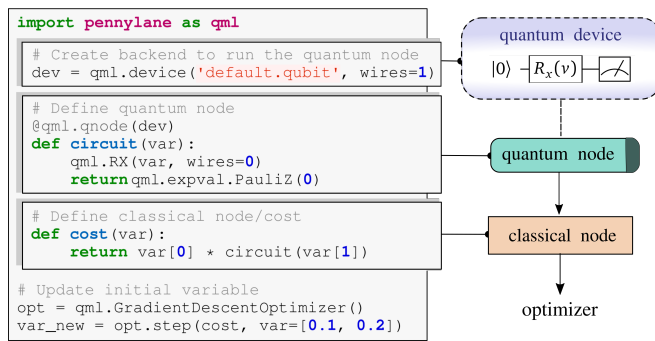 import pennylane as qml
# Create backend to run the quantum node
dev = qml.device('default.qubit', wires=1)
# Define quantum node
@qml.qnode(dev)
def circuit(var):
    qml.RX(var, wires=0)
    return qml.expval.PauliZ(0)
# Define classical node/cost
def cost(var):
    return var[0] * circuit(var[1])
# Update initial variable
opt = qml.GradientDescentOptimizer()
var_new = opt.step(cost, var=[0.1, 0.2])
quantum device
|0⟩ Rx(v)
quantum node
classical node
optimizer